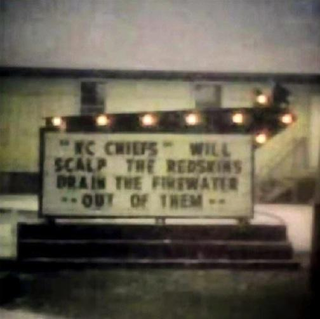 "KC CHIEFS" WILL
SCALP THE REDSKINS
DRAIN THE FIREWATER
-- OUT OF THEM --